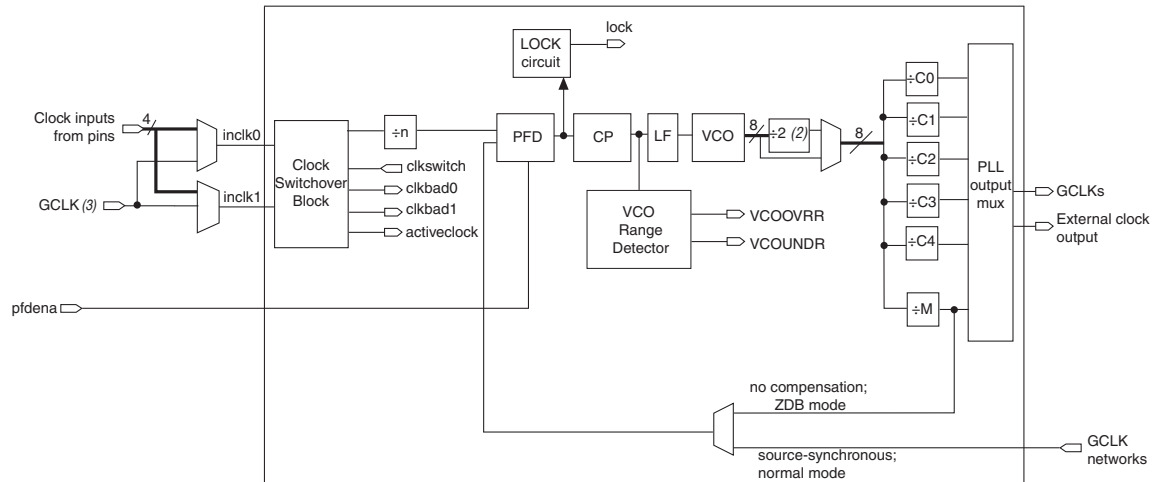 lock
LOCK
circuit
Clock inputs
from pins
4
inclk0
÷n
PFD
CP
LF
VCO
8
÷2 (2)
8
÷C0
÷C1
÷C2
÷C3
÷C4
÷M
PLL
output
mux
Clock
Switchover
Block
clkswitch
clkbad0
clkbad1
activeclock
GCLK (3)
inclk1
VCO
Range
Detector
VCOOVRR
VCOUNDR
GCLKs
External clock
output
pfdena
no compensation;
ZDB mode
source-synchronous;
normal mode
GCLK
networks